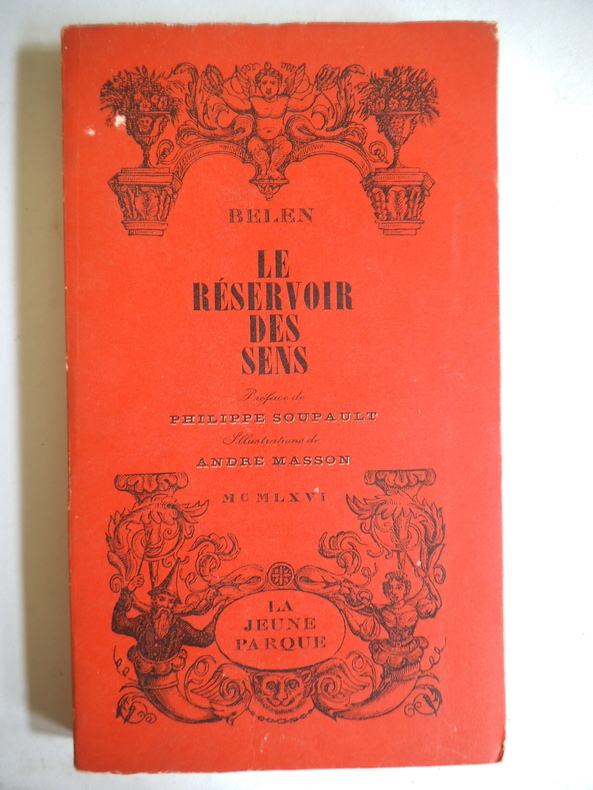 BELEN
LE
RÉSERVOIR
DES
SENS
Préface de
PHILIPPE SOUPAULT
Illustrations de
ANDRE MASSON
MCMLXVI
LA
JEUNE
PARQUE